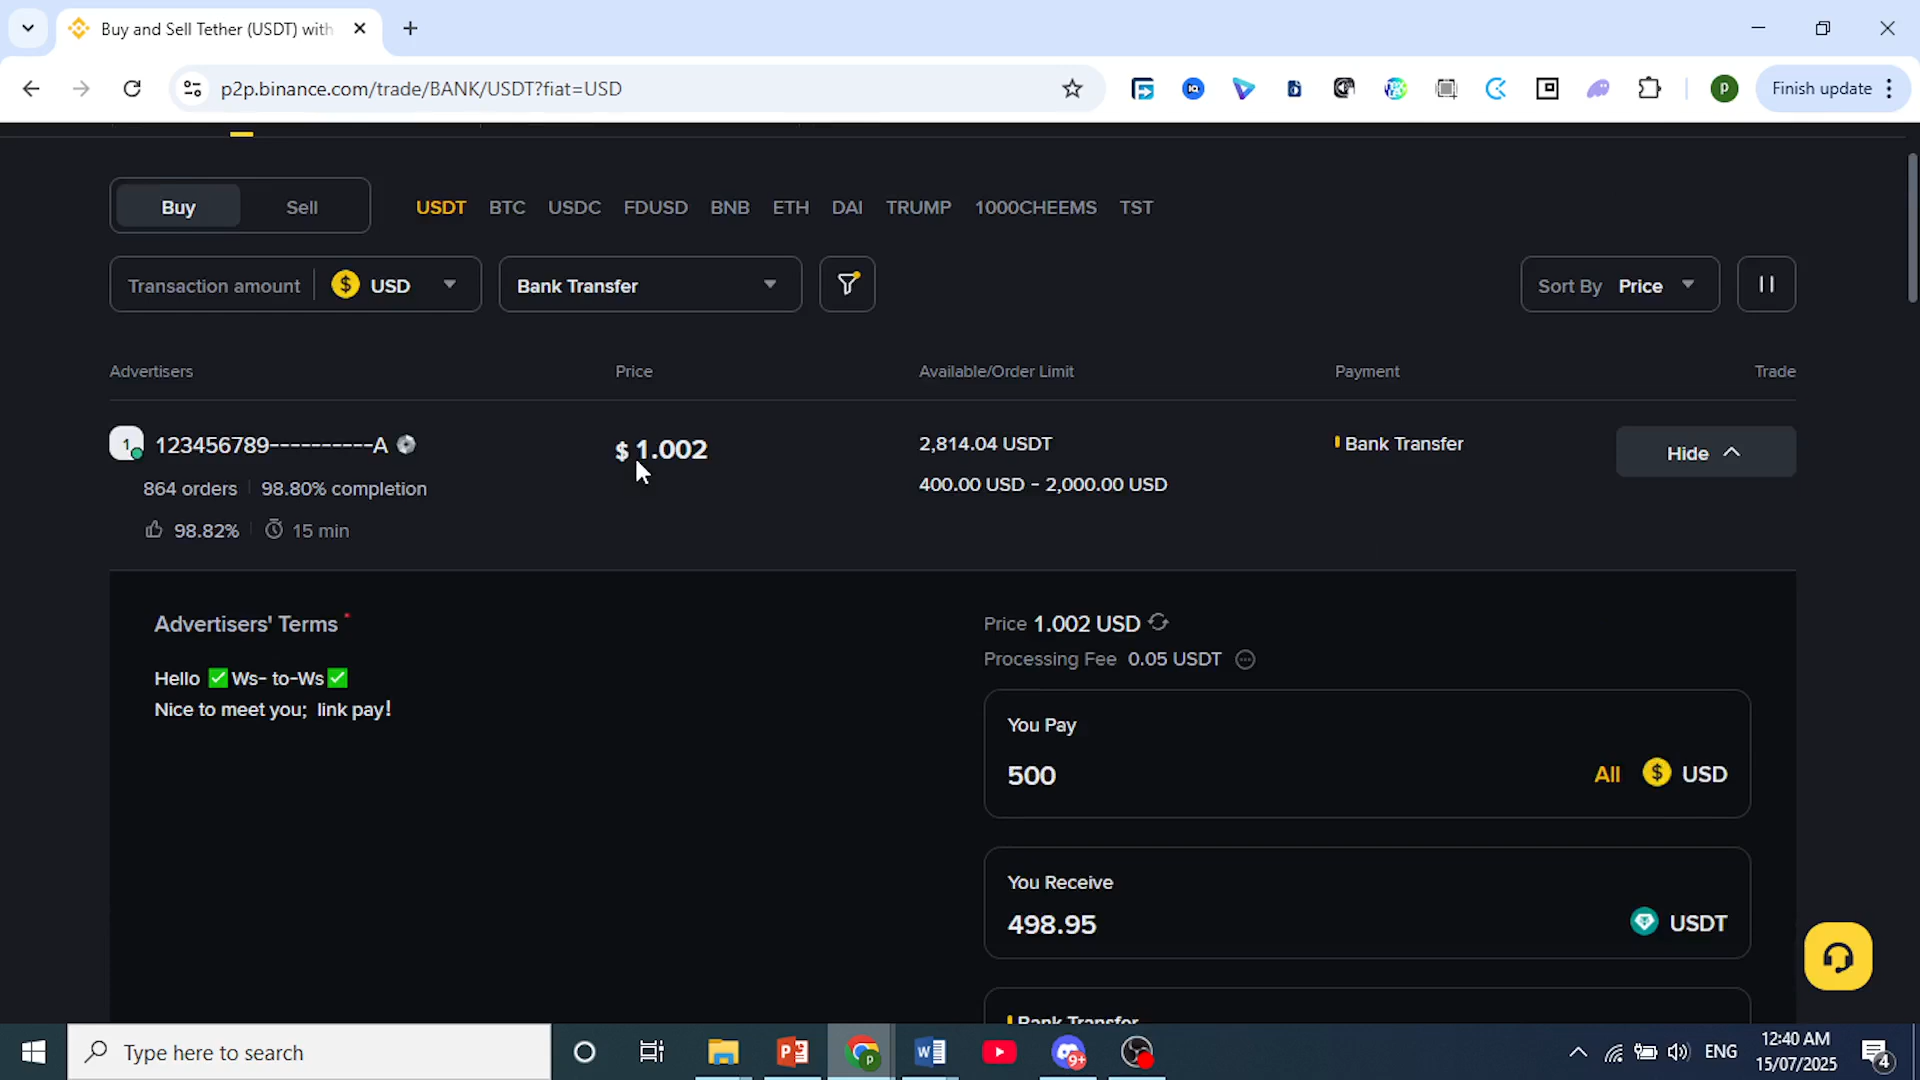 Buy and Sell Tether (USDT) with
p2p.binance.com/trade/BANK/USDT?fiat=USD
P
Finish update
Buy
Sell
USDT
BTC
USDC
FDUSD
BNB
ETH
DAI
TRUMP
1000CHEEMS
TST
Transaction amount
$ USD
Bank Transfer
Sort By Price
Advertisers
Price
Available/Order Limit
Payment
Trade
1 123456789----------A
$ 1.002
2,814.04 USDT
Bank Transfer
Hide
864 orders
98.80% completion
400.00 USD - 2,000.00 USD
98.82%
15 min
Advertisers' Terms *
Hello ✅Ws- to-Ws✅
Nice to meet you; link pay!
Price 1.002 USD
Processing Fee 0.05 USDT
You Pay
500
All
$ USD
You Receive
498.95
USDT
Bank Transfer
Type here to search
9+
ENG
12:40 AM
15/07/2025
4